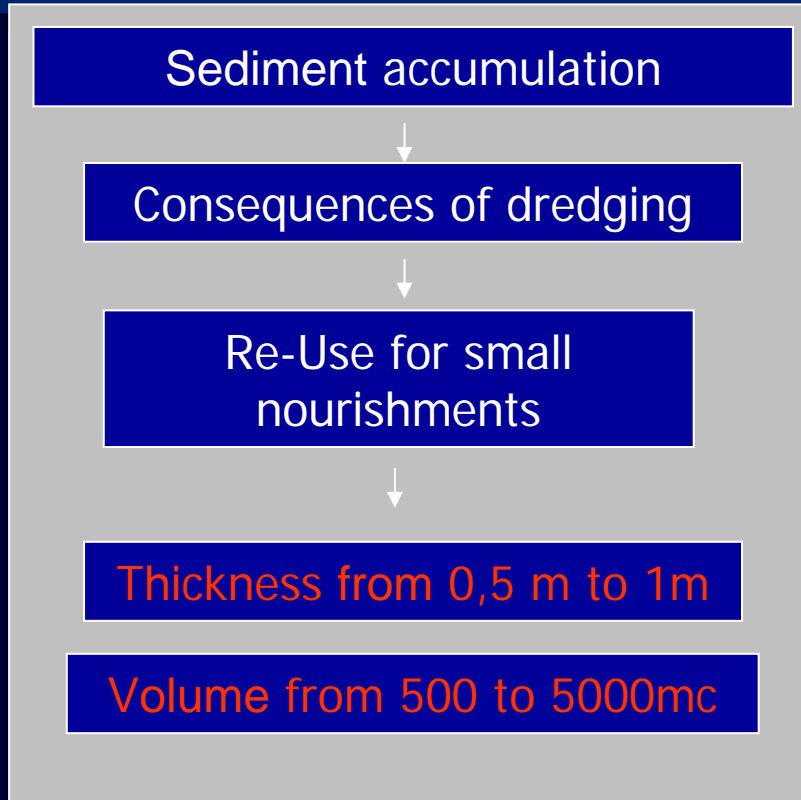 Sediment accumulation
Consequences of dredging
Re-Use for small
nourishments
Thickness from 0,5 m to 1m
Volume from 500 to 5000mc